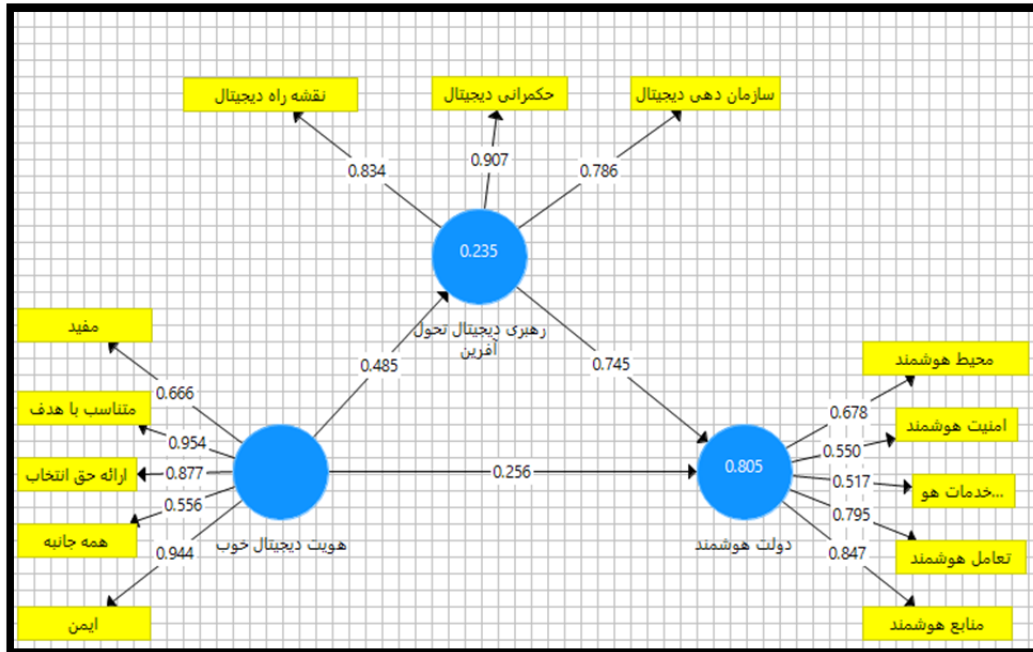 نقشه راه دیجیتال
حکمرانی دیجیتال
سازمان دهی دیجیتال
0.834
0.907
0.786
0.235
رهبری دیجیتال تحول
آفرین
0.485
0.745
مفید
متناسب با هدف
ارائه حق انتخاب
همه جانبه
ایمن
0.666
0.954
0.877
0.556
0.944
هویت دیجیتال خوب
0.256
0.805
دولت هوشمند
0.678
0.550
0.517
0.795
0.847
محیط هوشمند
امنیت هوشمند
خدمات هو...
تعامل هوشمند
منابع هوشمند